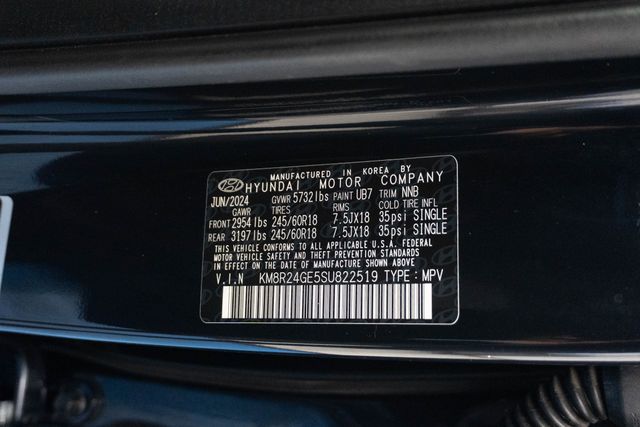 MANUFACTURED IN KOREA BY
HYUNDAI MOTOR COMPANY
JUN/2024 GVWR 5732 lbs PAINT UB7 TRIM NNB
GAWR TIRES RIMS COLD TIRE INFL
FRONT 2954 lbs 245/60R18 7.5JX18 35psi SINGLE
REAR 3197 lbs 245/60R18 7.5JX18 35psi SINGLE
THIS VEHICLE CONFORMS TO ALL APPLICABLE U.S.A. FEDERAL
MOTOR VEHICLE SAFETY, BUMPER, AND THEFT PREVENTION STANDARDS
IN EFFECT ON THE DATE OF MANUFACTURE SHOWN ABOVE.
V.I.N KM8R24GE5SU822519 TYPE : MPV